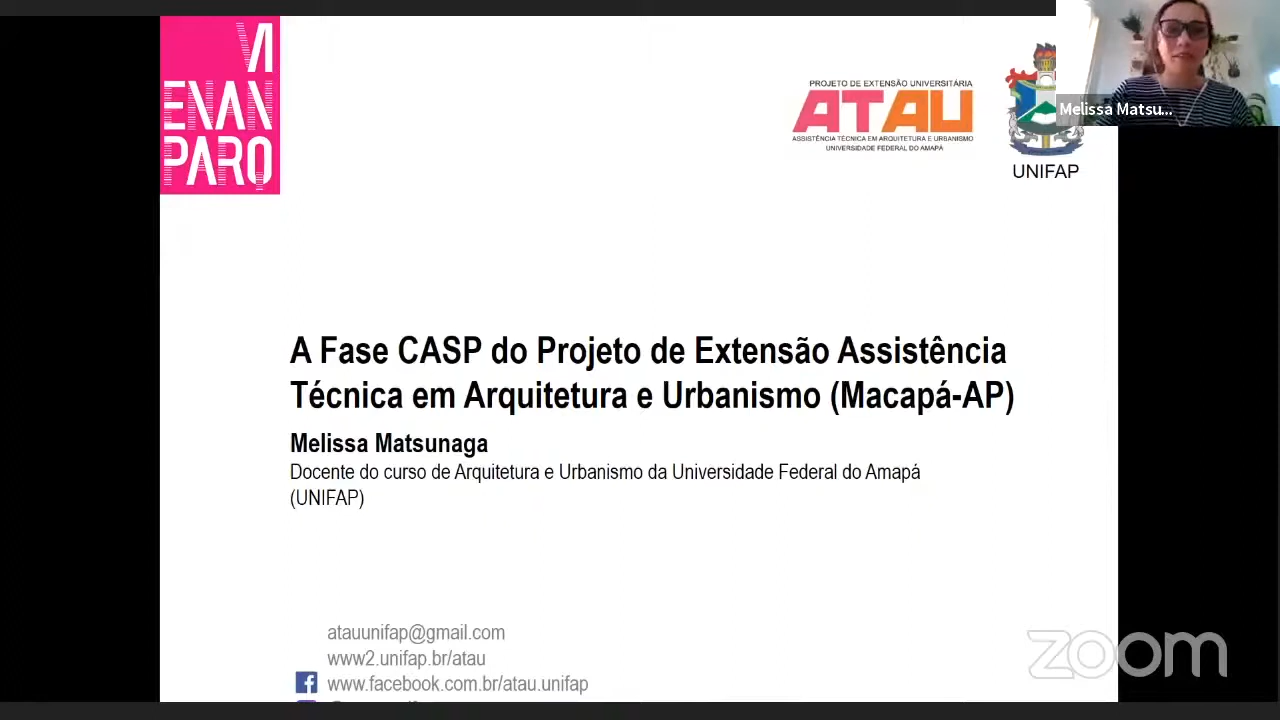 VI
ENAN
PARQ
PROJETO DE EXTENSÃO UNIVERSITÁRIA
ATAU
ASSISTÊNCIA TÉCNICA EM ARQUITETURA E URBANISMO
UNIVERSIDADE FEDERAL DO AMAPÁ
UNIFAP
Melissa Matsu...
A Fase CASP do Projeto de Extensão Assistência
Técnica em Arquitetura e Urbanismo (Macapá-AP)
Melissa Matsunaga
Docente do curso de Arquitetura e Urbanismo da Universidade Federal do Amapá
(UNIFAP)
atauunifap@gmail.com
www2.unifap.br/atau
www.facebook.com.br/atau.unifap
zoom